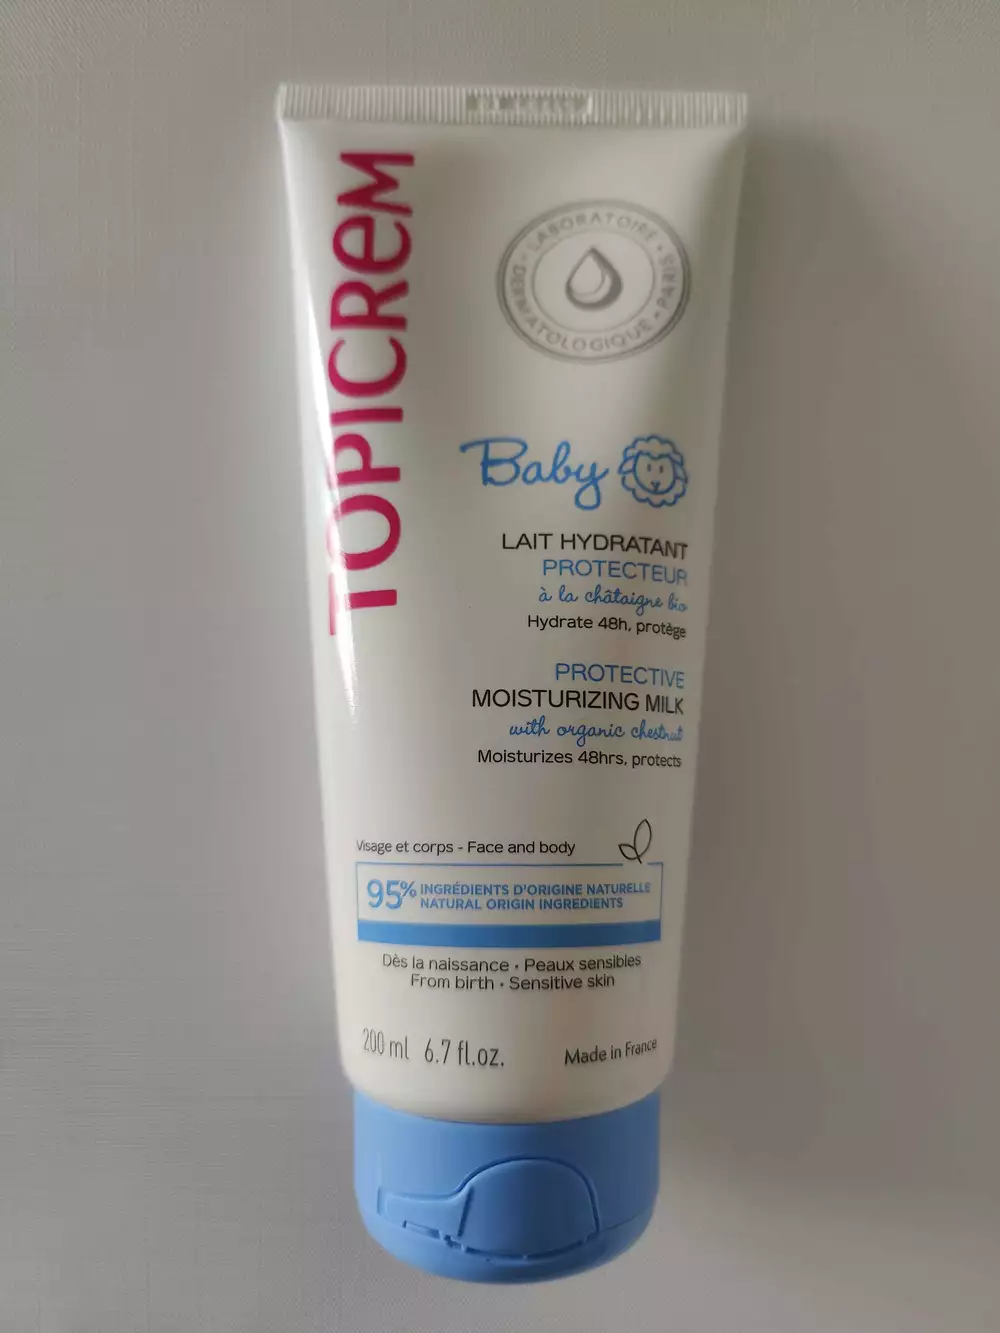 TOPICREM
LABORATOIRE • PARIS • DERMATOLOGIQUE •
Baby
LAIT HYDRATANT
PROTECTEUR
à la châtaigne bio
Hydrate 48h, protège
PROTECTIVE
MOISTURIZING MILK
with organic chestnut
Moisturizes 48hrs, protects
Visage et corps - Face and body
95% INGRÉDIENTS D'ORIGINE NATURELLE
NATURAL ORIGIN INGREDIENTS
Dès la naissance • Peaux sensibles
From birth • Sensitive skin
200 ml 6.7 fl.oz. Made in France